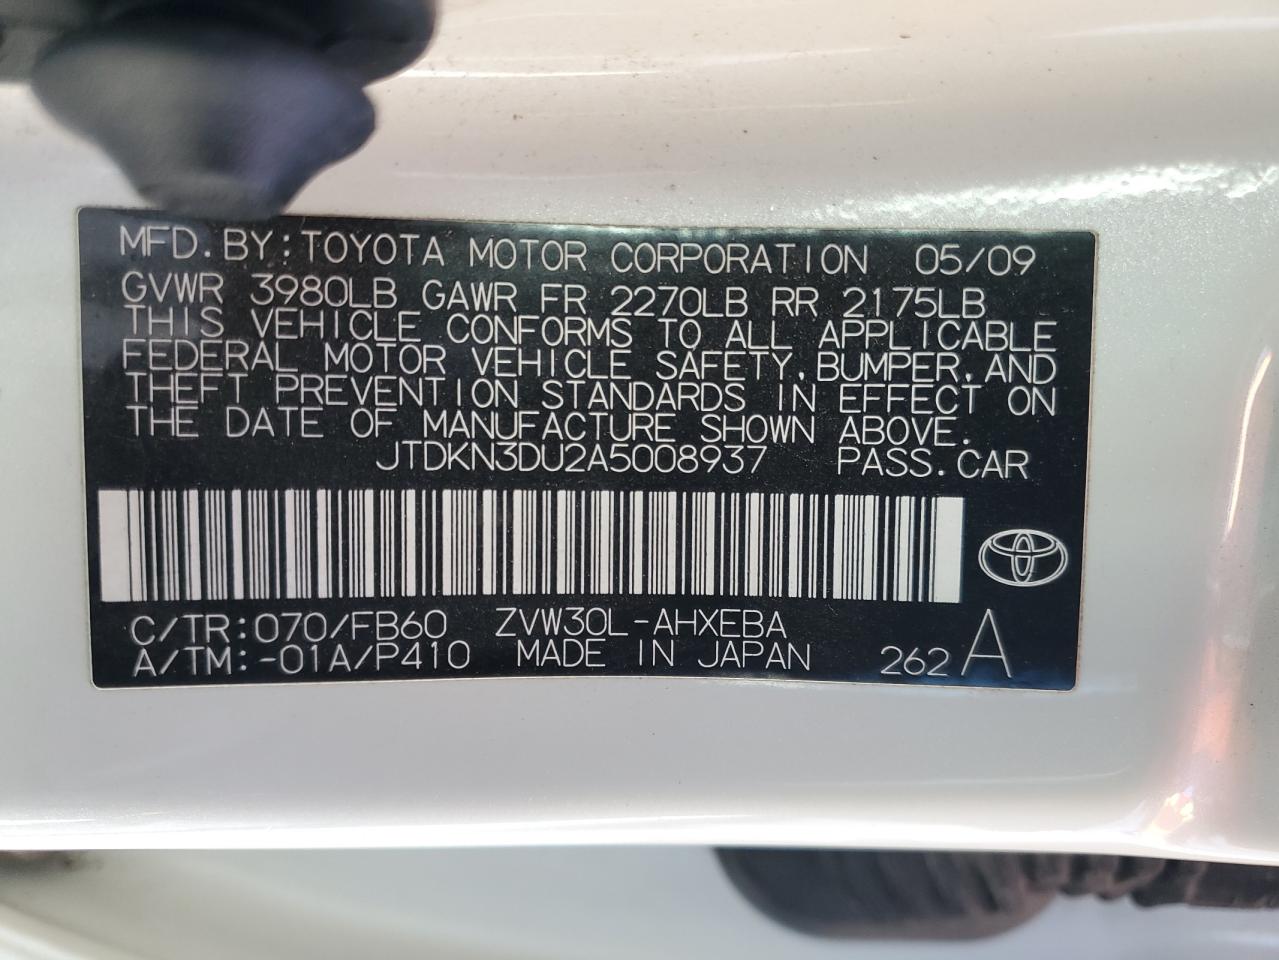 MFD.BY:TOYOTA MOTOR CORPORATION 05/09
GVWR 3980LB GAWR FR 2270LB RR 2175LB
THIS VEHICLE CONFORMS TO ALL APPLICABLE
FEDERAL MOTOR VEHICLE SAFETY,BUMPER,AND
THEFT PREVENTION STANDARDS IN EFFECT ON
THE DATE OF MANUFACTURE SHOWN ABOVE.
JTDKN3DU2A5008937 PASS.CAR
C/TR:070/FB60 ZVW30L-AHXEBA
A/TM:-01A/P410 MADE IN JAPAN 262 A